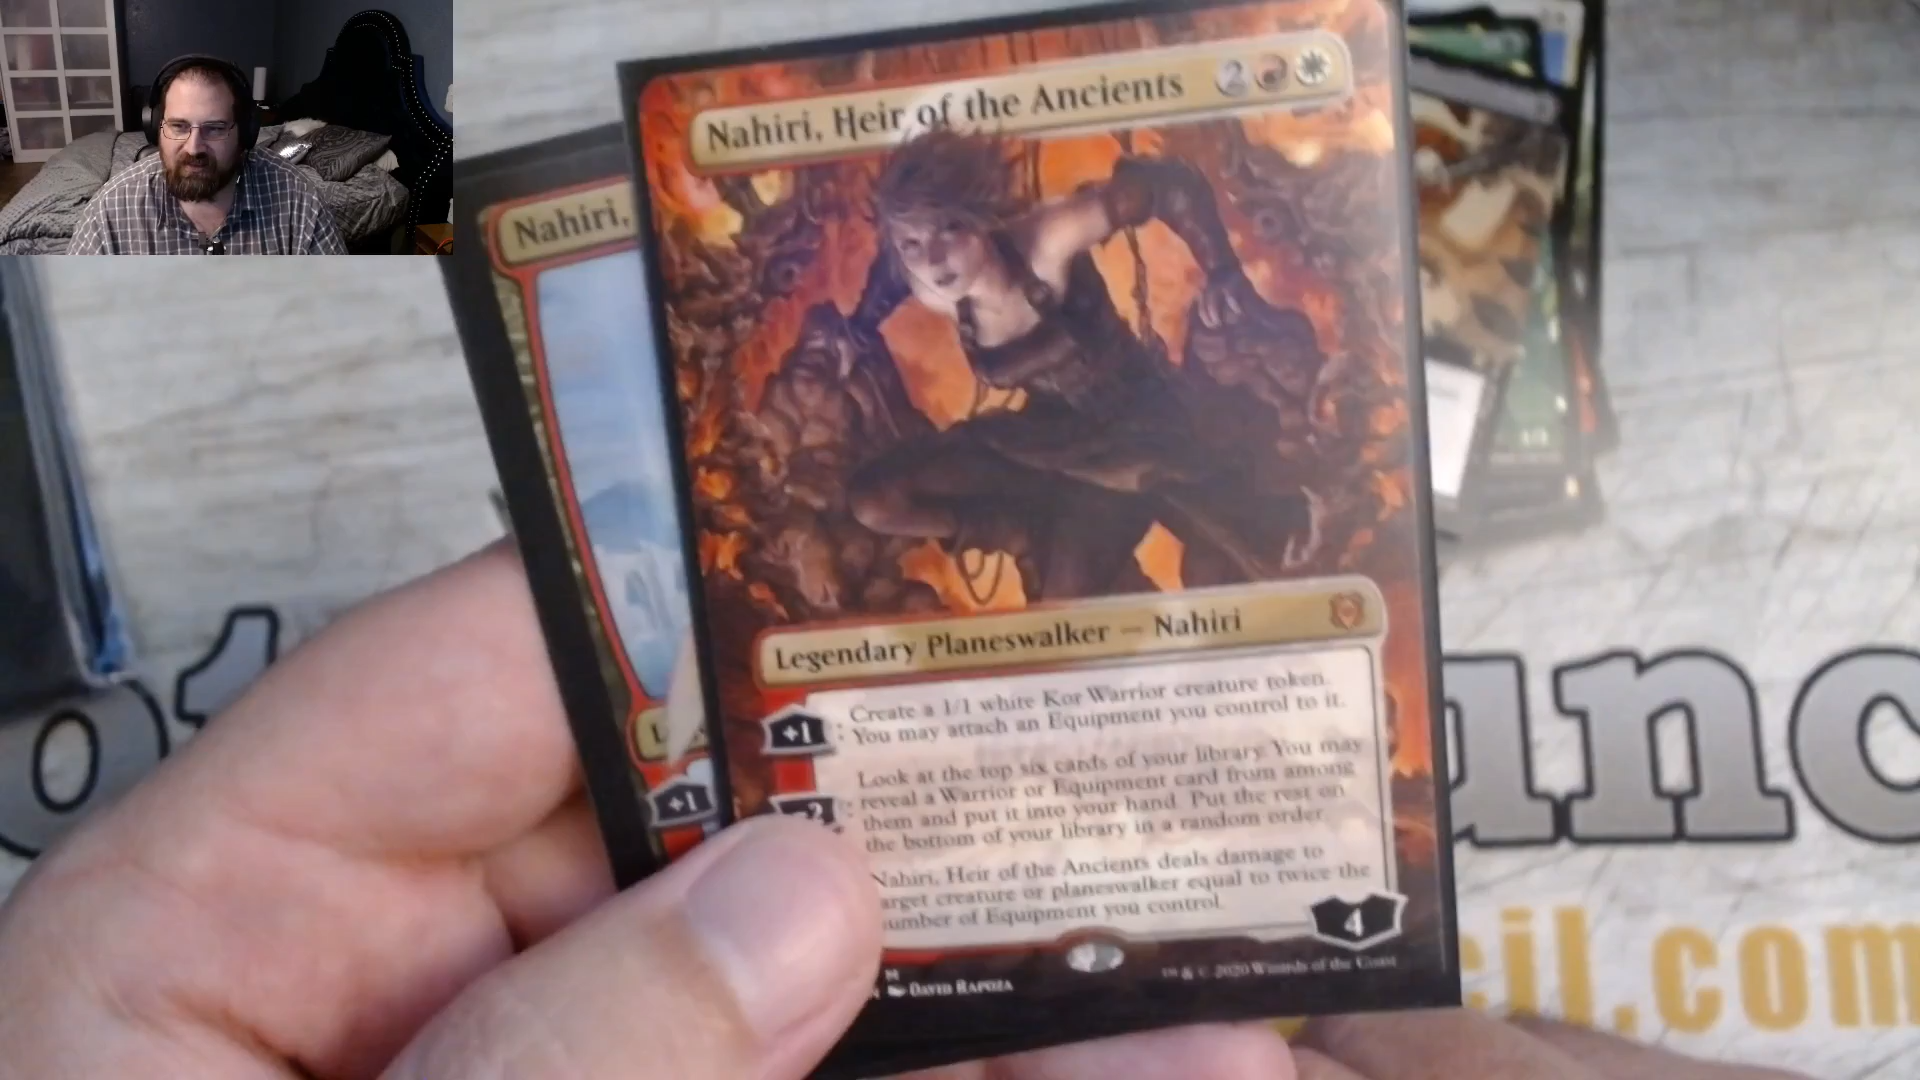 Nahiri, Heir of the Ancients 2
Nahiri,
Legendary Planeswalker — Nahiri
+1 : Create a 1/1 white Kor Warrior creature token.
You may attach an Equipment you control to it.
Look at the top six cards of your library. You may
reveal a Warrior or Equipment card from among
them and put it into your hand. Put the rest on
the bottom of your library in a random order.
Nahiri, Heir of the Ancients deals damage to
target creature or planeswalker equal to twice the
number of Equipment you control.
4
+1
M
David Rapoza
™ & © 2020 Wizards of the Coast
cil.com